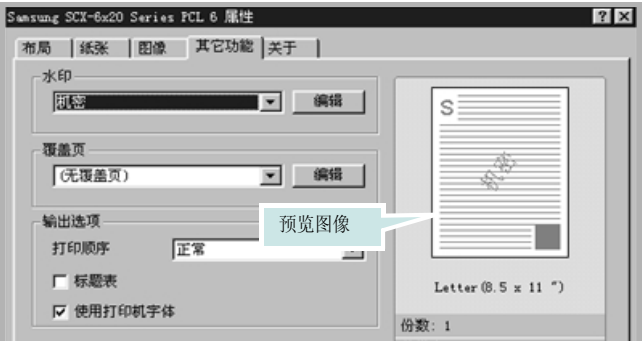 Samsung SCX-6x20 Series PCL 6 属性
布局 纸张 图像 其它功能 关于
水印
机密 编辑
覆盖页
(无覆盖页) 编辑
输出选项
打印顺序 正常
标题表
使用打印机字体
预览图像
S
机密
Letter(8.5 x 11 ")
份数: 1